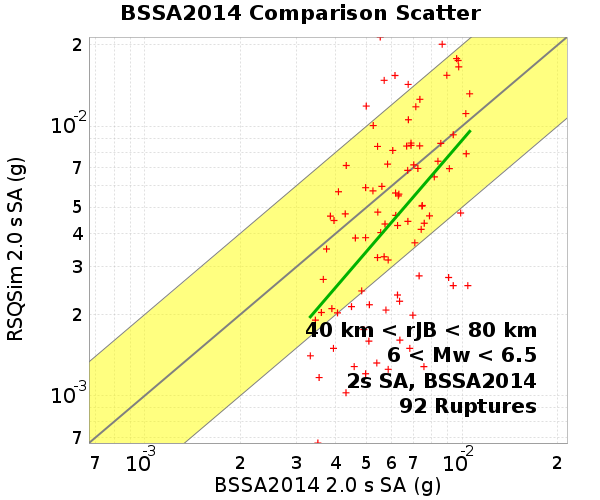 BSSA2014 Comparison Scatter
RSQSim 2.0 s SA (g)
2
10-2
7
5
4
3
2
10-3
7
40 km < rJB < 80 km
6 < Mw < 6.5
2s SA, BSSA2014
92 Ruptures
7 10-3 2 3 4 5 6 7 10-2 2
BSSA2014 2.0 s SA (g)